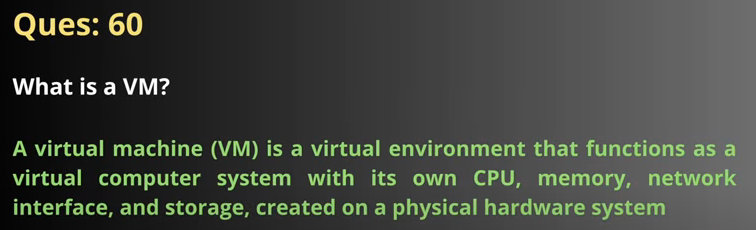 Ques: 60
What is a VM?
A virtual machine (VM) is a virtual environment that functions as a
virtual computer system with its own CPU, memory, network
interface, and storage, created on a physical hardware system